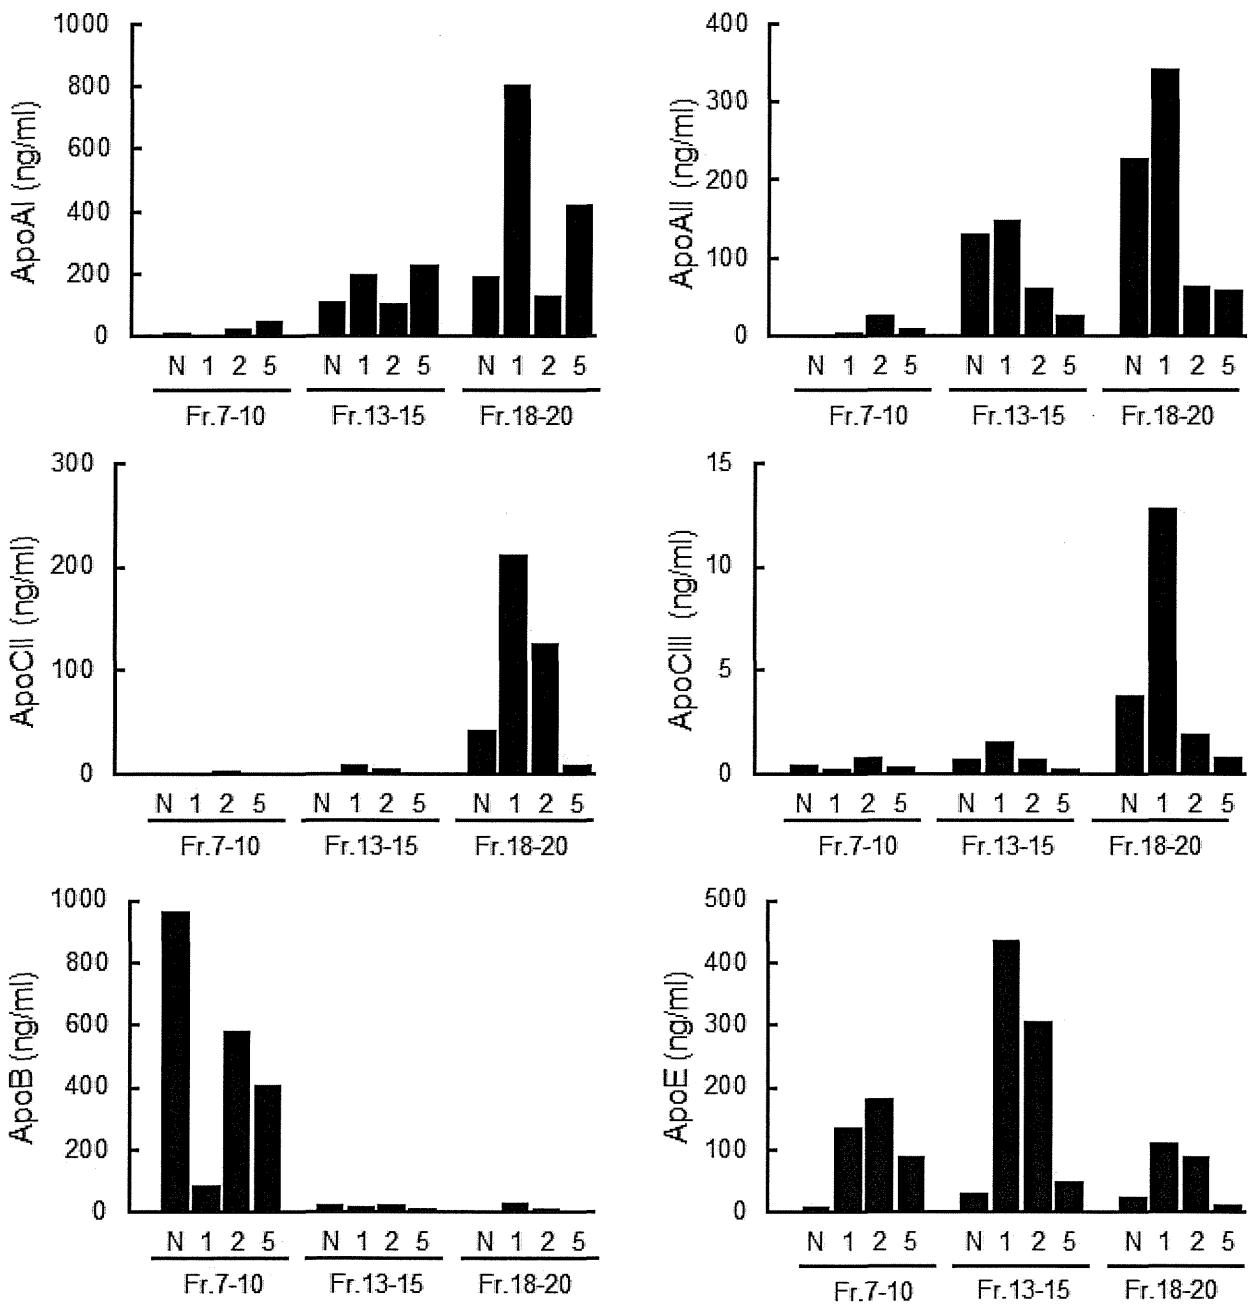 ApoAI (ng/ml)
1000
800
600
400
200
0
N 1 2 5 N 1 2 5 N 1 2 5
Fr.7-10 Fr.13-15 Fr.18-20
ApoAII (ng/ml)
400
300
200
100
0
N 1 2 5 N 1 2 5 N 1 2 5
Fr.7-10 Fr.13-15 Fr.18-20
ApoCII (ng/ml)
300
200
100
0
N 1 2 5 N 1 2 5 N 1 2 5
Fr.7-10 Fr.13-15 Fr.18-20
ApoCIII (ng/ml)
15
10
5
0
N 1 2 5 N 1 2 5 N 1 2 5
Fr.7-10 Fr.13-15 Fr.18-20
ApoB (ng/ml)
1000
800
600
400
200
0
N 1 2 5 N 1 2 5 N 1 2 5
Fr.7-10 Fr.13-15 Fr.18-20
ApoE (ng/ml)
500
400
300
200
100
0
N 1 2 5 N 1 2 5 N 1 2 5
Fr.7-10 Fr.13-15 Fr.18-20